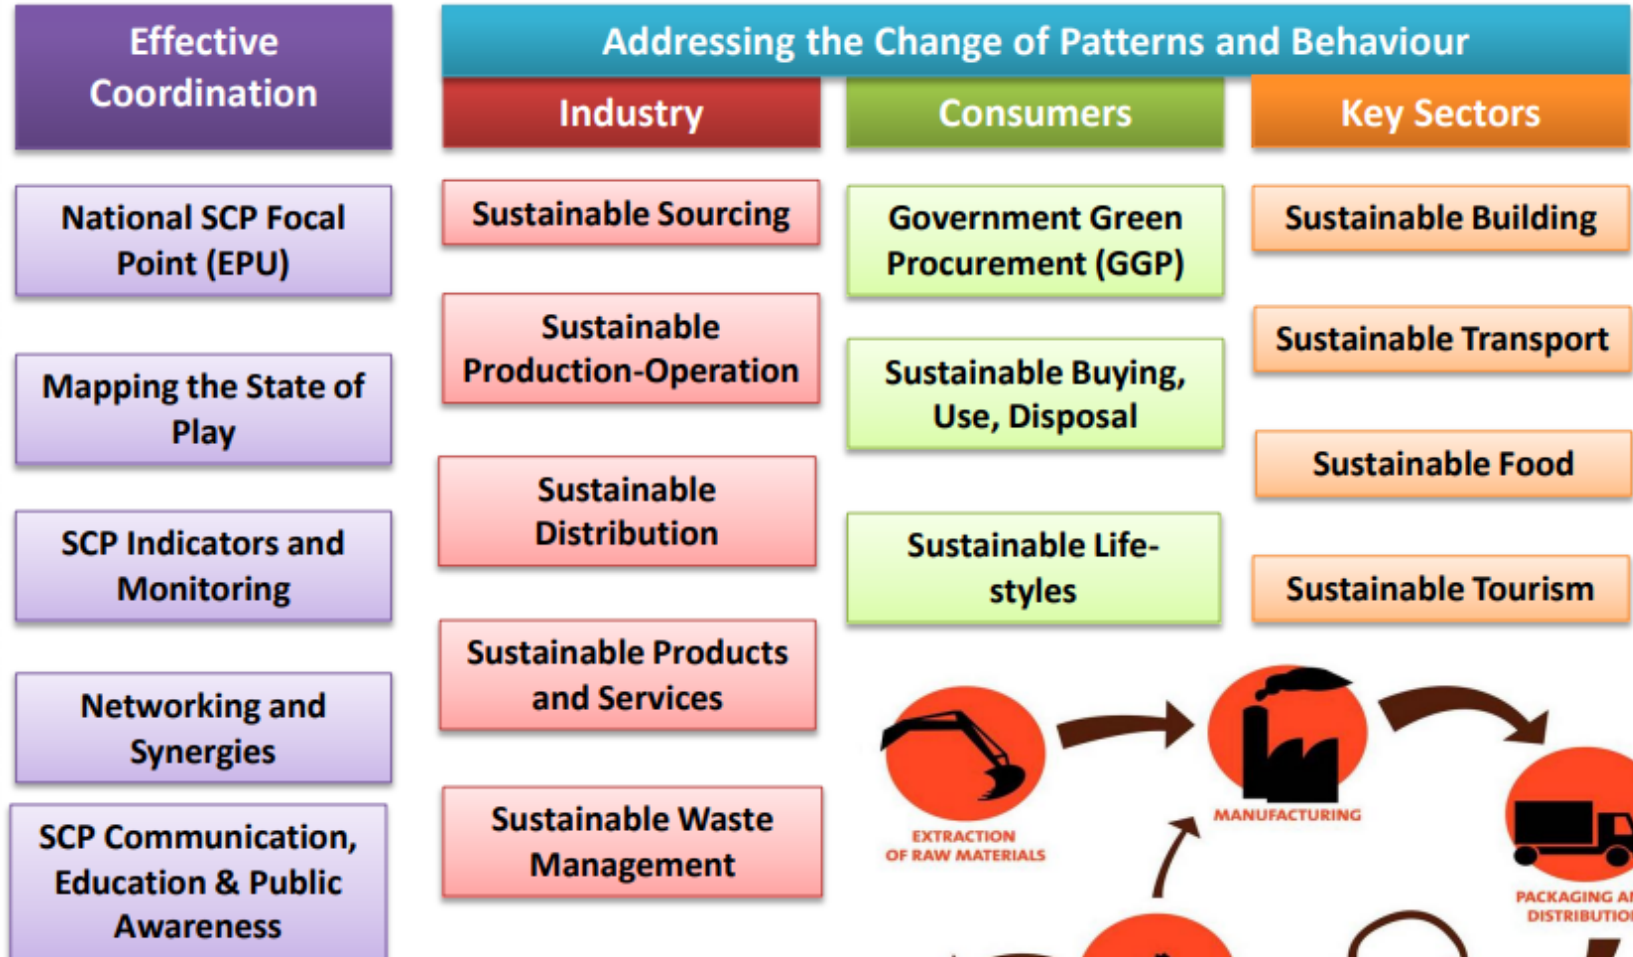 Effective
Coordination
National SCP Focal
Point (EPU)
Mapping the State of
Play
SCP Indicators and
Monitoring
Networking and
Synergies
SCP Communication,
Education & Public
Awareness
Addressing the Change of Patterns and Behaviour
Industry
Sustainable Sourcing
Sustainable
Production-Operation
Sustainable
Distribution
Sustainable Products
and Services
Sustainable Waste
Management
Consumers
Government Green
Procurement (GGP)
Sustainable Buying,
Use, Disposal
Sustainable Life-
styles
Key Sectors
Sustainable Building
Sustainable Transport
Sustainable Food
Sustainable Tourism
EXTRACTION
OF RAW MATERIALS
MANUFACTURING
PACKAGING
DISTRIBUTION